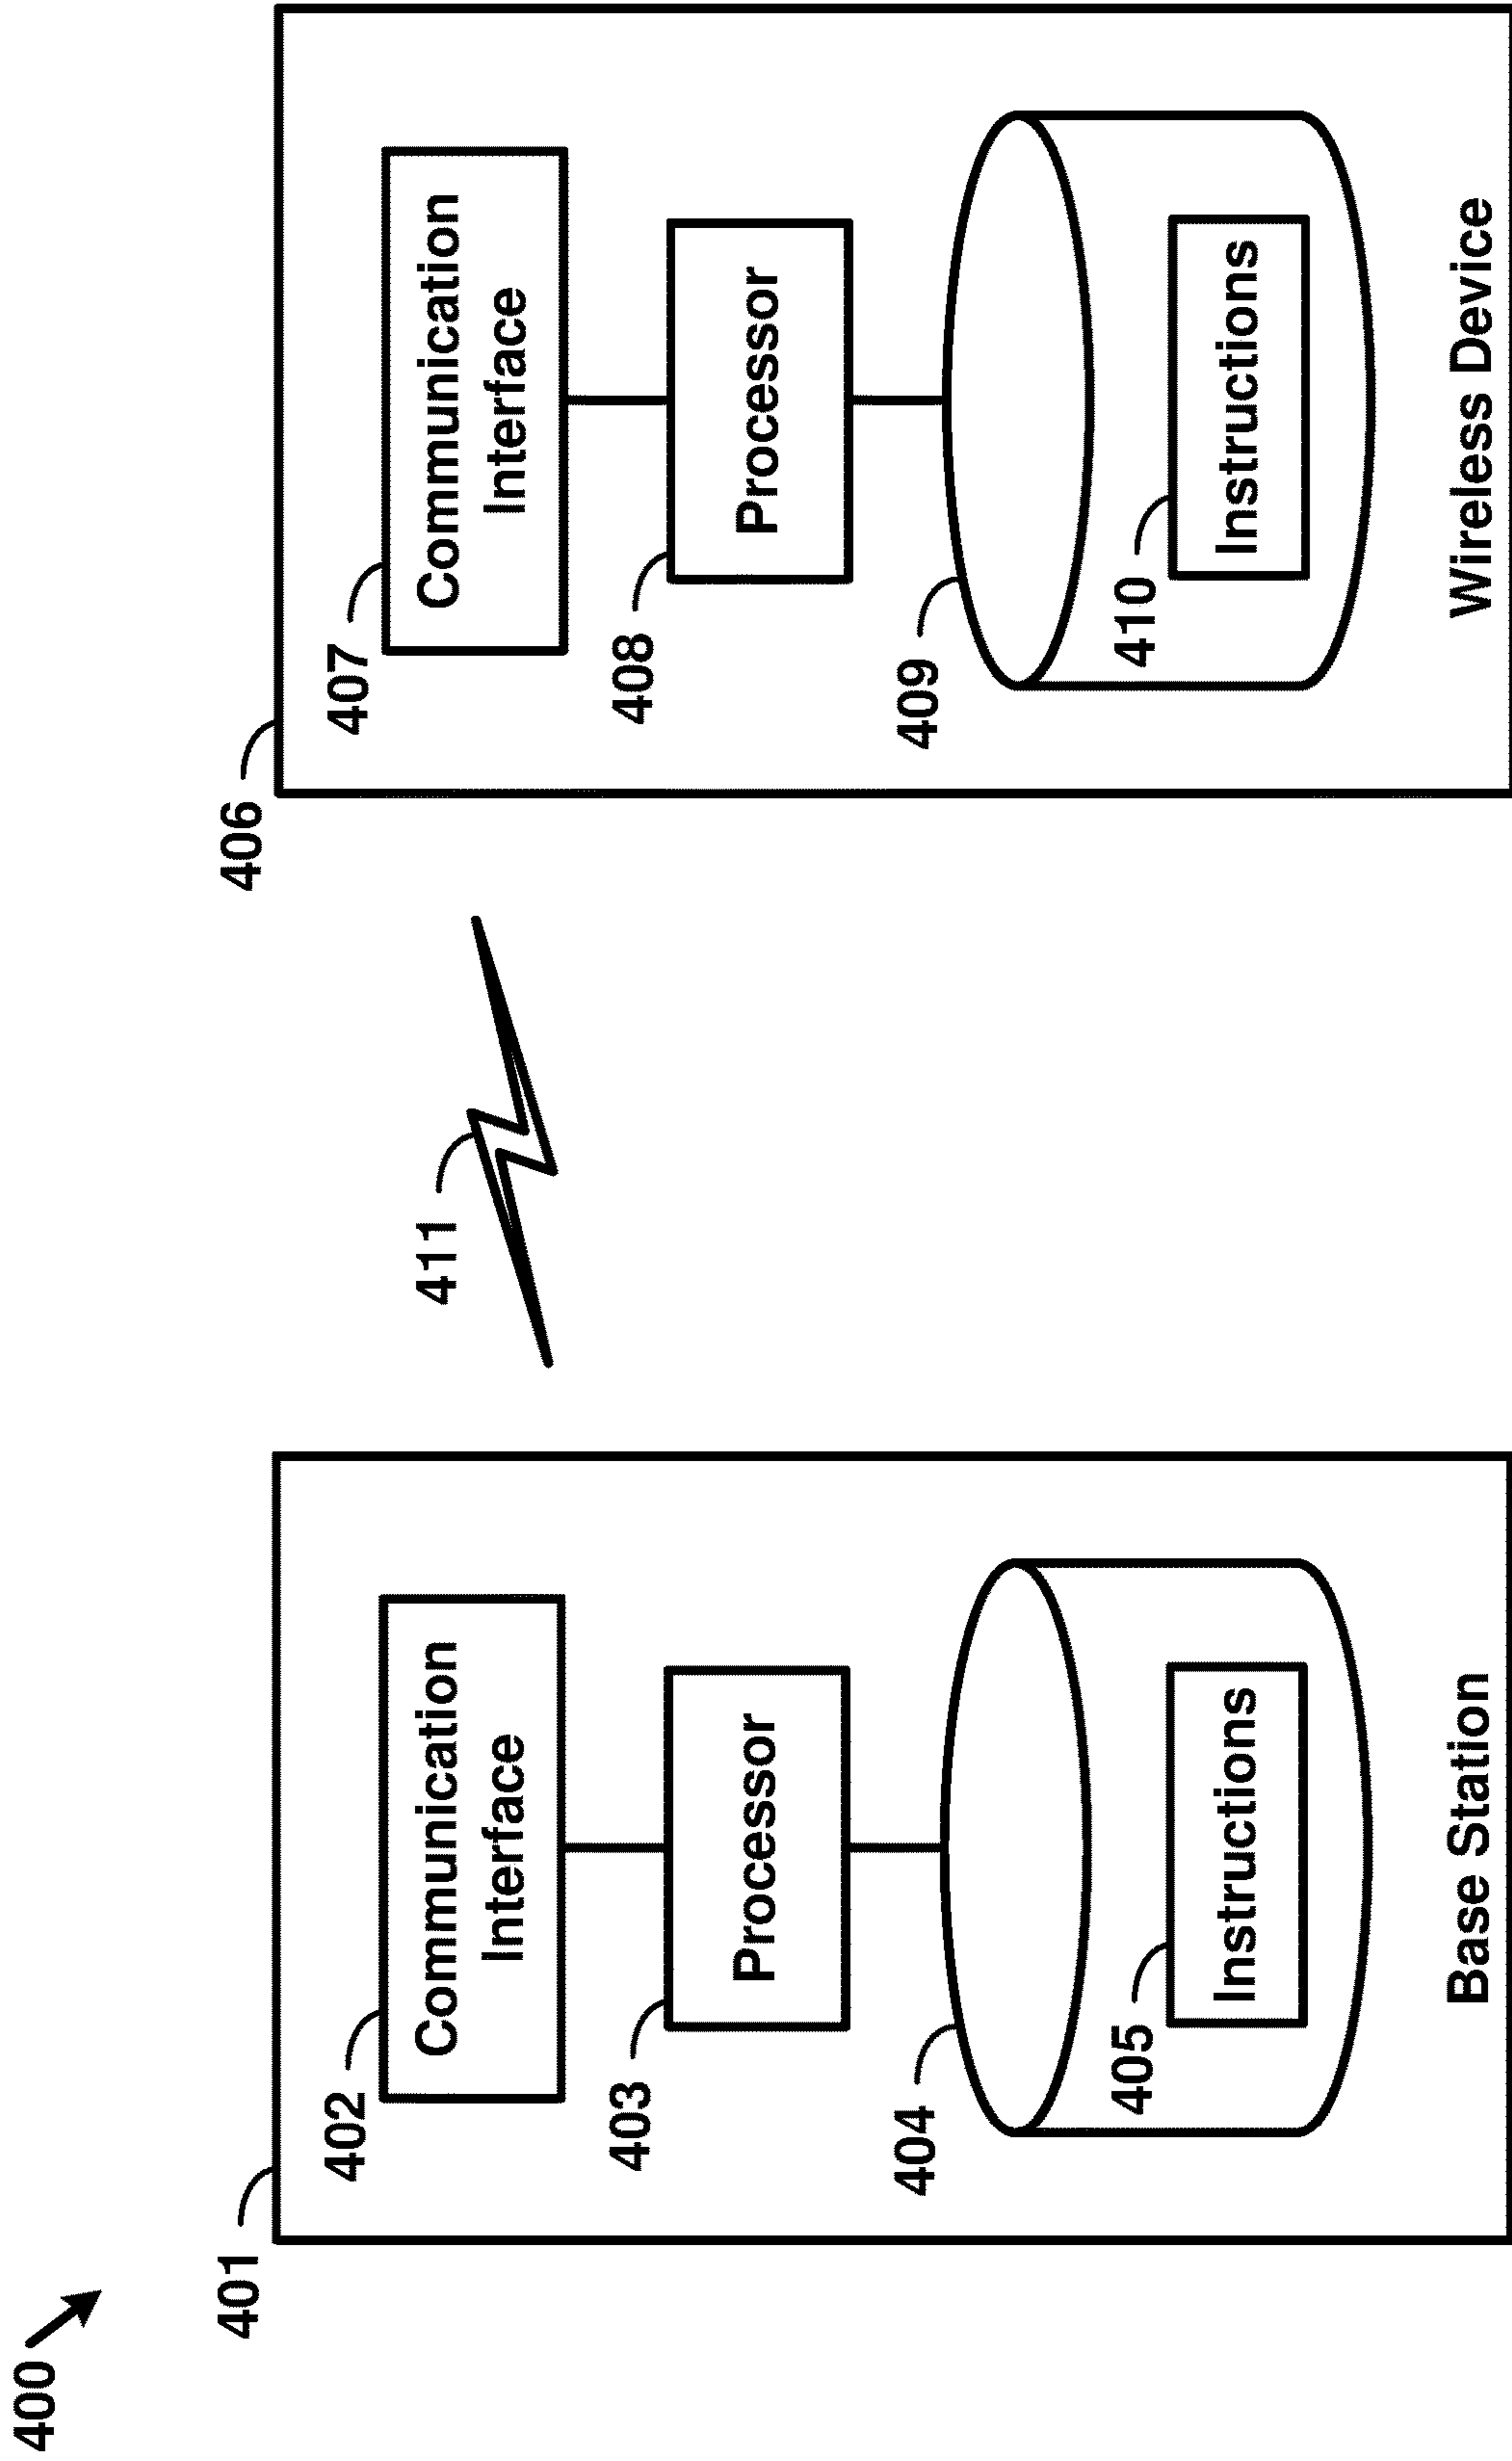 400
401
402
Communication
Interface
403
Processor
404
405
Instructions
Base Station
411
406
407
Communication
Interface
408
Processor
409
410
Instructions
Wireless Device